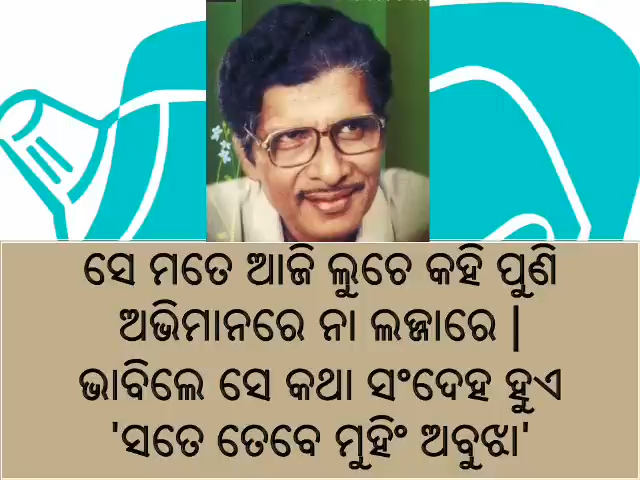 ସେ ମତେ ଆଜି ଲୁଚେ କହି ପୁଣି
ଅଭିମାନରେ ନା ଲଜ୍ଜାରେ |
ଭାବିଲେ ସେ କଥା ସଂଦେହ ହୁଏ
'ସତେ ତେବେ ମୁହିଂ ଅବୁଝା'